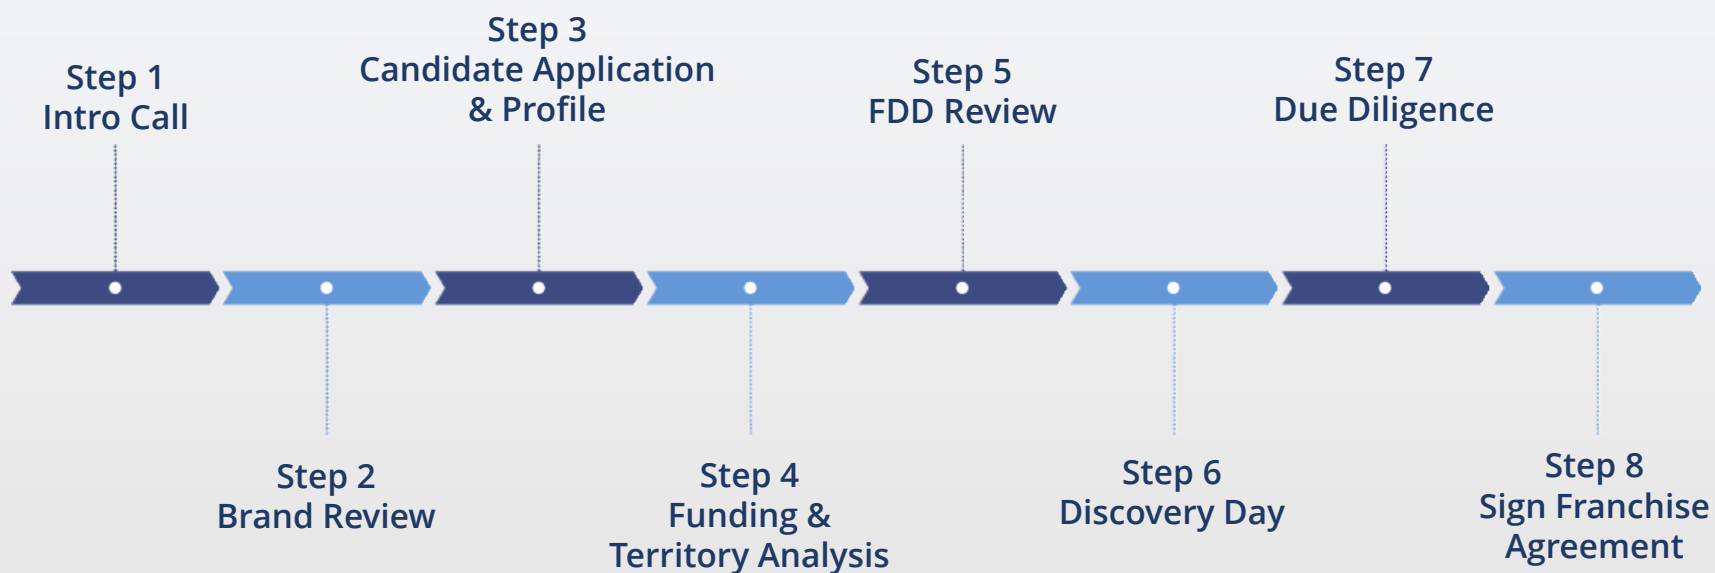 Step 1
Intro Call
Step 2
Brand Review
Step 3
Candidate Application
& Profile
Step 4
Funding &
Territory Analysis
Step 5
FDD Review
Step 6
Discovery Day
Step 7
Due Diligence
Step 8
Sign Franchise
Agreement